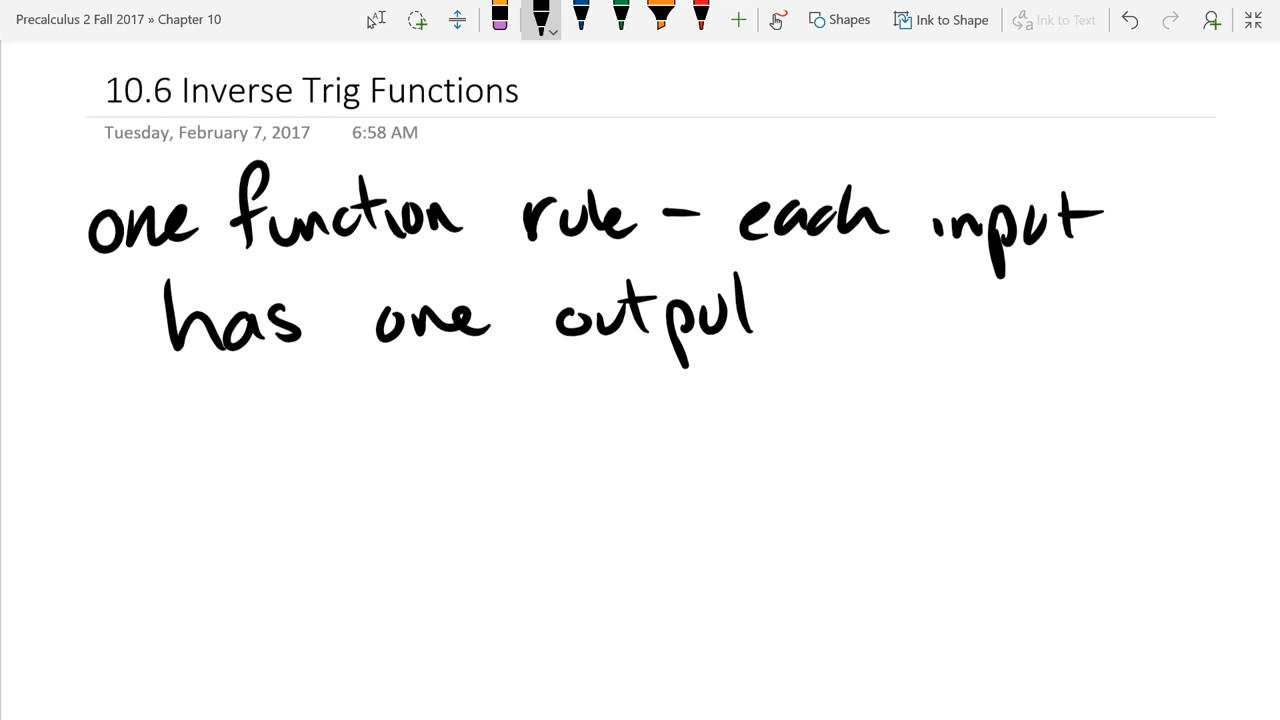 Precalculus 2 Fall 2017 » Chapter 10
Shapes
Ink to Shape
Ink to Text
10.6 Inverse Trig Functions
Tuesday, February 7, 2017 6:58 AM
one function rule - each input
has one output